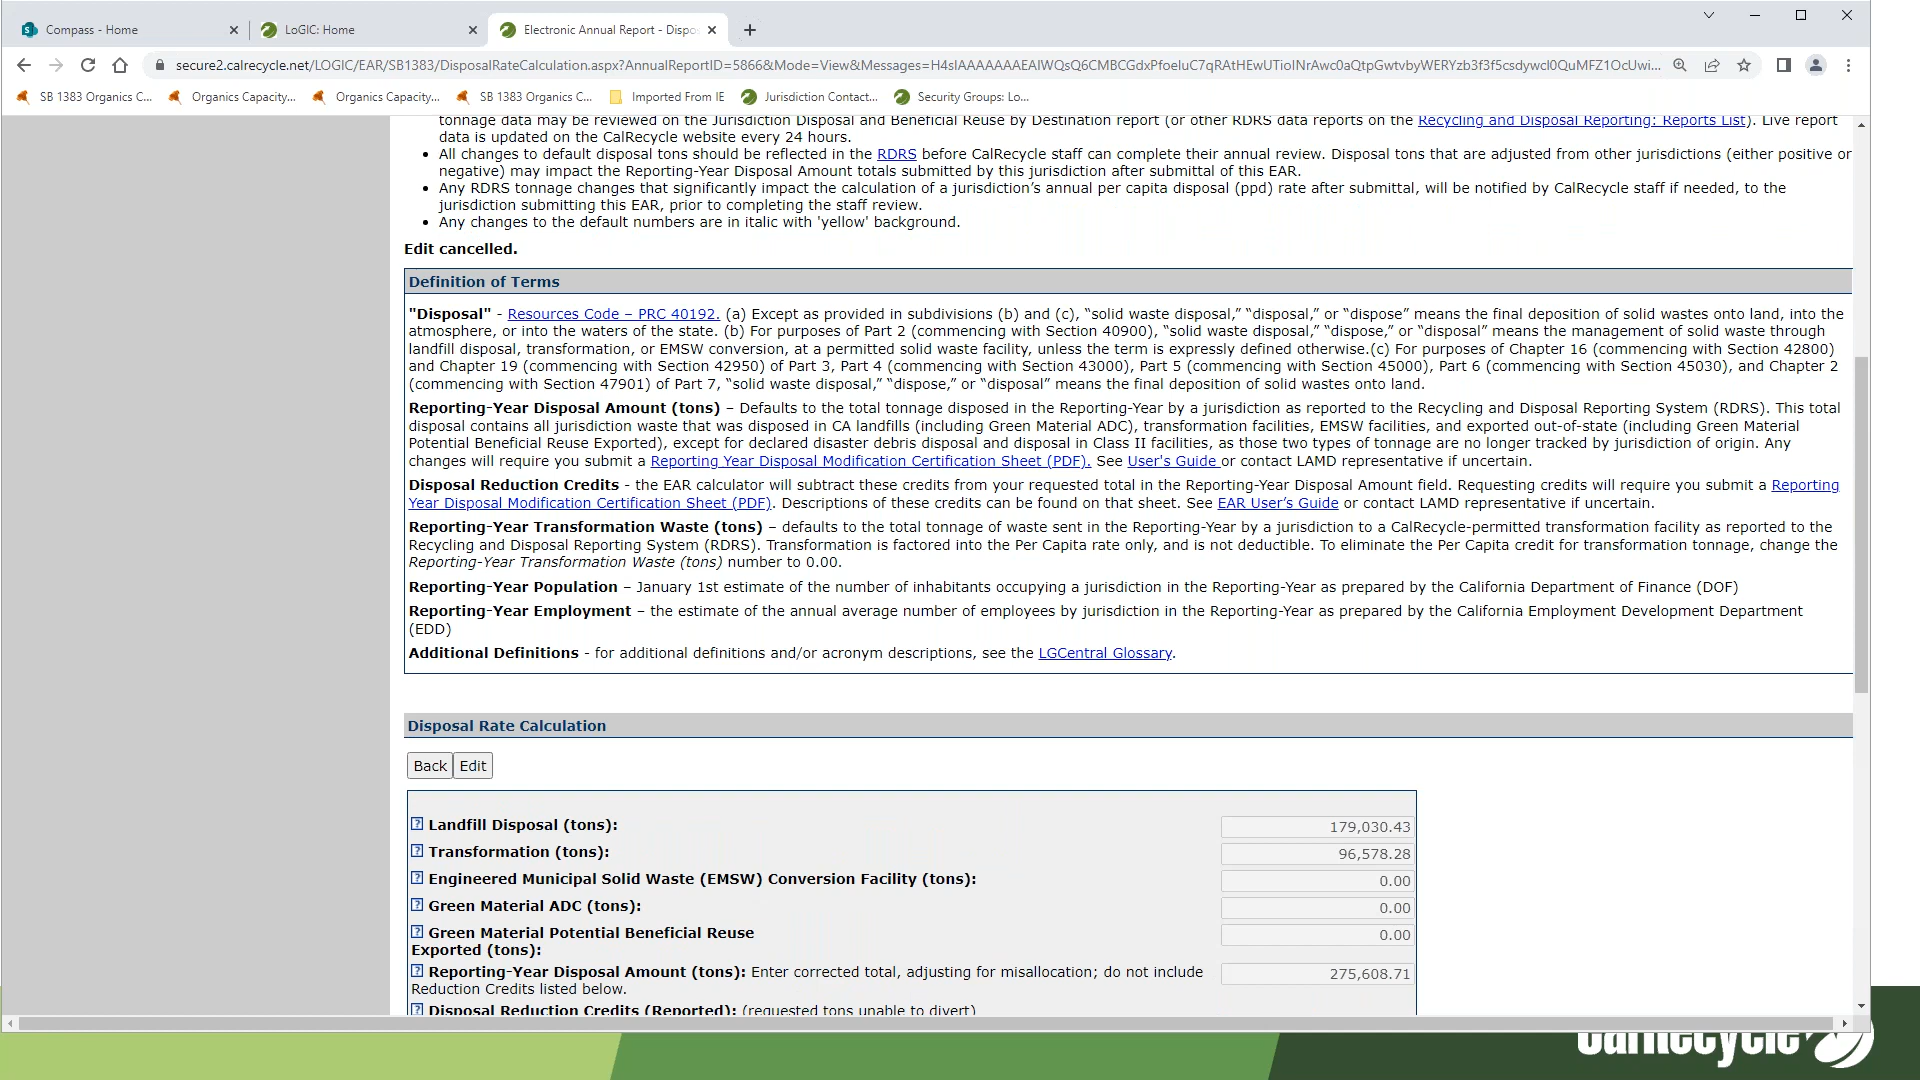 Compass - Home
LoGIC: Home
Electronic Annual Report - Dispo
secure2.calrecycle.net/LOGIC/EAR/SB1383/DisposalRateCalculation.aspx?AnnualReportID=5866&Mode=View&Messages=H4sIAAAAAAAEAIWQsQ6CMBCGdxPfoeIuC7qRAtHEwUTioINrAwc0aQtpGwtvbyWERYzb3f3f5csdywcl0QuMFZ1OcUwi...
SB 1383 Organics C...
Organics Capacity...
Organics Capacity...
SB 1383 Organics C...
Imported From IE
Jurisdiction Contact...
Security Groups: Lo...
tonnage data may be reviewed on the Jurisdiction Disposal and Beneficial Reuse by Destination report (or other RDRS data reports on the Recycling and Disposal Reporting: Reports List). Live report
data is updated on the CalRecycle website every 24 hours.
• All changes to default disposal tons should be reflected in the RDRS before CalRecycle staff can complete their annual review. Disposal tons that are adjusted from other jurisdictions (either positive or
negative) may impact the Reporting-Year Disposal Amount totals submitted by this jurisdiction after submittal of this EAR.
• Any RDRS tonnage changes that significantly impact the calculation of a jurisdiction's annual per capita disposal (ppd) rate after submittal, will be notified by CalRecycle staff if needed, to the
jurisdiction submitting this EAR, prior to completing the staff review.
• Any changes to the default numbers are in italic with 'yellow' background.
Edit cancelled.
Definition of Terms
"Disposal" - Resources Code – PRC 40192. (a) Except as provided in subdivisions (b) and (c), “solid waste disposal,” “disposal,” or “dispose” means the final deposition of solid wastes onto land, into the
atmosphere, or into the waters of the state. (b) For purposes of Part 2 (commencing with Section 40900), “solid waste disposal,” “dispose,” or “disposal” means the management of solid waste through
landfill disposal, transformation, or EMSW conversion, at a permitted solid waste facility, unless the term is expressly defined otherwise.(c) For purposes of Chapter 16 (commencing with Section 42800)
and Chapter 19 (commencing with Section 42950) of Part 3, Part 4 (commencing with Section 43000), Part 5 (commencing with Section 45000), Part 6 (commencing with Section 45030), and Chapter 2
(commencing with Section 47901) of Part 7, “solid waste disposal,” “dispose,” or “disposal” means the final deposition of solid wastes onto land.
Reporting-Year Disposal Amount (tons) – Defaults to the total tonnage disposed in the Reporting-Year by a jurisdiction as reported to the Recycling and Disposal Reporting System (RDRS). This total
disposal contains all jurisdiction waste that was disposed in CA landfills (including Green Material ADC), transformation facilities, EMSW facilities, and exported out-of-state (including Green Material
Potential Beneficial Reuse Exported), except for declared disaster debris disposal and disposal in Class II facilities, as those two types of tonnage are no longer tracked by jurisdiction of origin. Any
changes will require you submit a Reporting Year Disposal Modification Certification Sheet (PDF). See User's Guide or contact LAMD representative if uncertain.
Disposal Reduction Credits - the EAR calculator will subtract these credits from your requested total in the Reporting-Year Disposal Amount field. Requesting credits will require you submit a Reporting
Year Disposal Modification Certification Sheet (PDF). Descriptions of these credits can be found on that sheet. See EAR User’s Guide or contact LAMD representative if uncertain.
Reporting-Year Transformation Waste (tons) – defaults to the total tonnage of waste sent in the Reporting-Year by a jurisdiction to a CalRecycle-permitted transformation facility as reported to the
Recycling and Disposal Reporting System (RDRS). Transformation is factored into the Per Capita rate only, and is not deductible. To eliminate the Per Capita credit for transformation tonnage, change the
Reporting-Year Transformation Waste (tons) number to 0.00.
Reporting-Year Population – January 1st estimate of the number of inhabitants occupying a jurisdiction in the Reporting-Year as prepared by the California Department of Finance (DOF)
Reporting-Year Employment – the estimate of the annual average number of employees by jurisdiction in the Reporting-Year as prepared by the California Employment Development Department
(EDD)
Additional Definitions - for additional definitions and/or acronym descriptions, see the LGCentral Glossary.
Disposal Rate Calculation
Back Edit
Landfill Disposal (tons): 179,030.43
Transformation (tons): 96,578.28
Engineered Municipal Solid Waste (EMSW) Conversion Facility (tons): 0.00
Green Material ADC (tons): 0.00
Green Material Potential Beneficial Reuse
Exported (tons): 0.00
Reporting-Year Disposal Amount (tons): Enter corrected total, adjusting for misallocation; do not include 275,608.71
Reduction Credits listed below.
Disposal Reduction Credits (Reported): (requested tons unable to divert)
CalRecycle